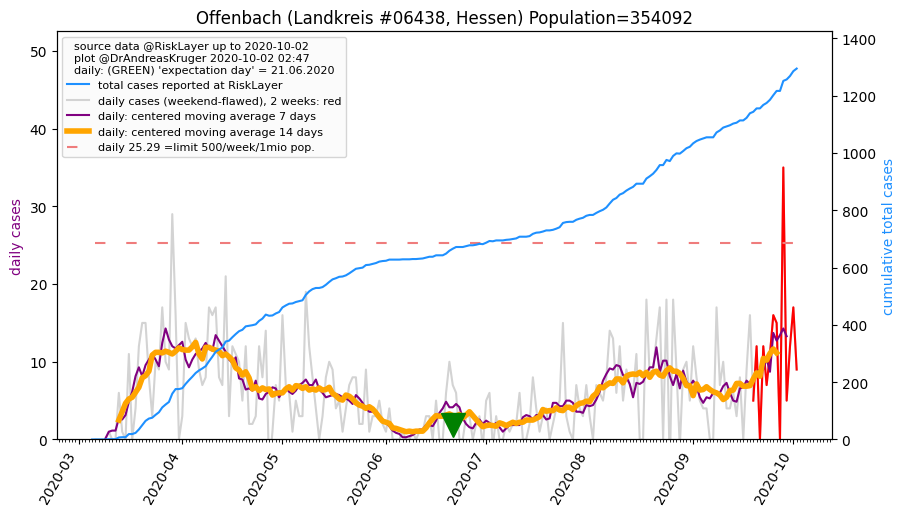 Offenbach (Landkreis #06438, Hessen) Population=354092
source data @RiskLayer up to 2020-10-02
plot @DrAndreasKruger 2020-10-02 02:47
daily: (GREEN) 'expectation day' = 21.06.2020
total cases reported at RiskLayer
daily cases (weekend-flawed), 2 weeks: red
daily: centered moving average 7 days
daily: centered moving average 14 days
daily 25.29 =limit 500/week/1mio pop.
daily cases
50
40
30
20
10
0
cumulative total cases
1400
1200
1000
800
600
400
200
0
2020-03
2020-04
2020-05
2020-06
2020-07
2020-08
2020-09
2020-10